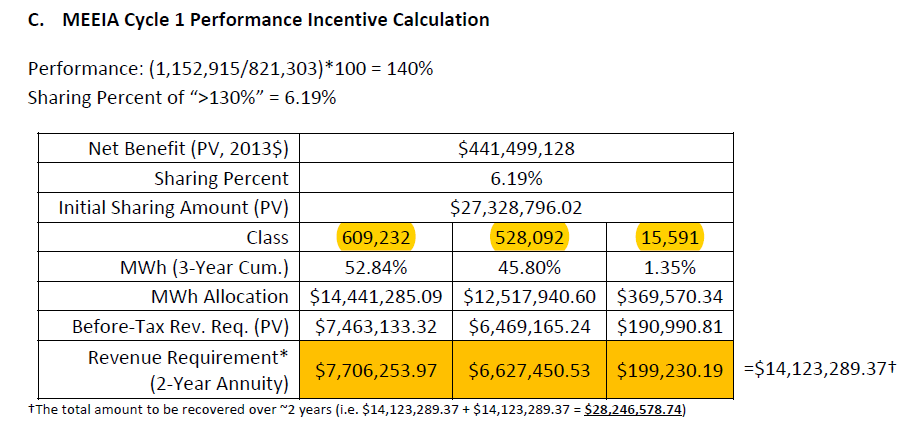 C. MEEIA Cycle 1 Performance Incentive Calculation
Performance: (1,152,915/821,303)*100 = 140%
Sharing Percent of “>130%” = 6.19%
Net Benefit (PV, 2013$) $441,499,128
Sharing Percent 6.19%
Initial Sharing Amount (PV) $27,328,796.02
Class 609,232 528,092 15,591
MWh (3-Year Cum.) 52.84% 45.80% 1.35%
MWh Allocation $14,441,285.09 $12,517,940.60 $369,570.34
Before-Tax Rev. Req. (PV) $7,463,133.32 $6,469,165.24 $190,990.81
Revenue Requirement*
(2-Year Annuity) $7,706,253.97 $6,627,450.53 $199,230.19 =$14,123,289.37†
†The total amount to be recovered over ~2 years (i.e. $14,123,289.37 + $14,123,289.37 = $28,246,578.74)